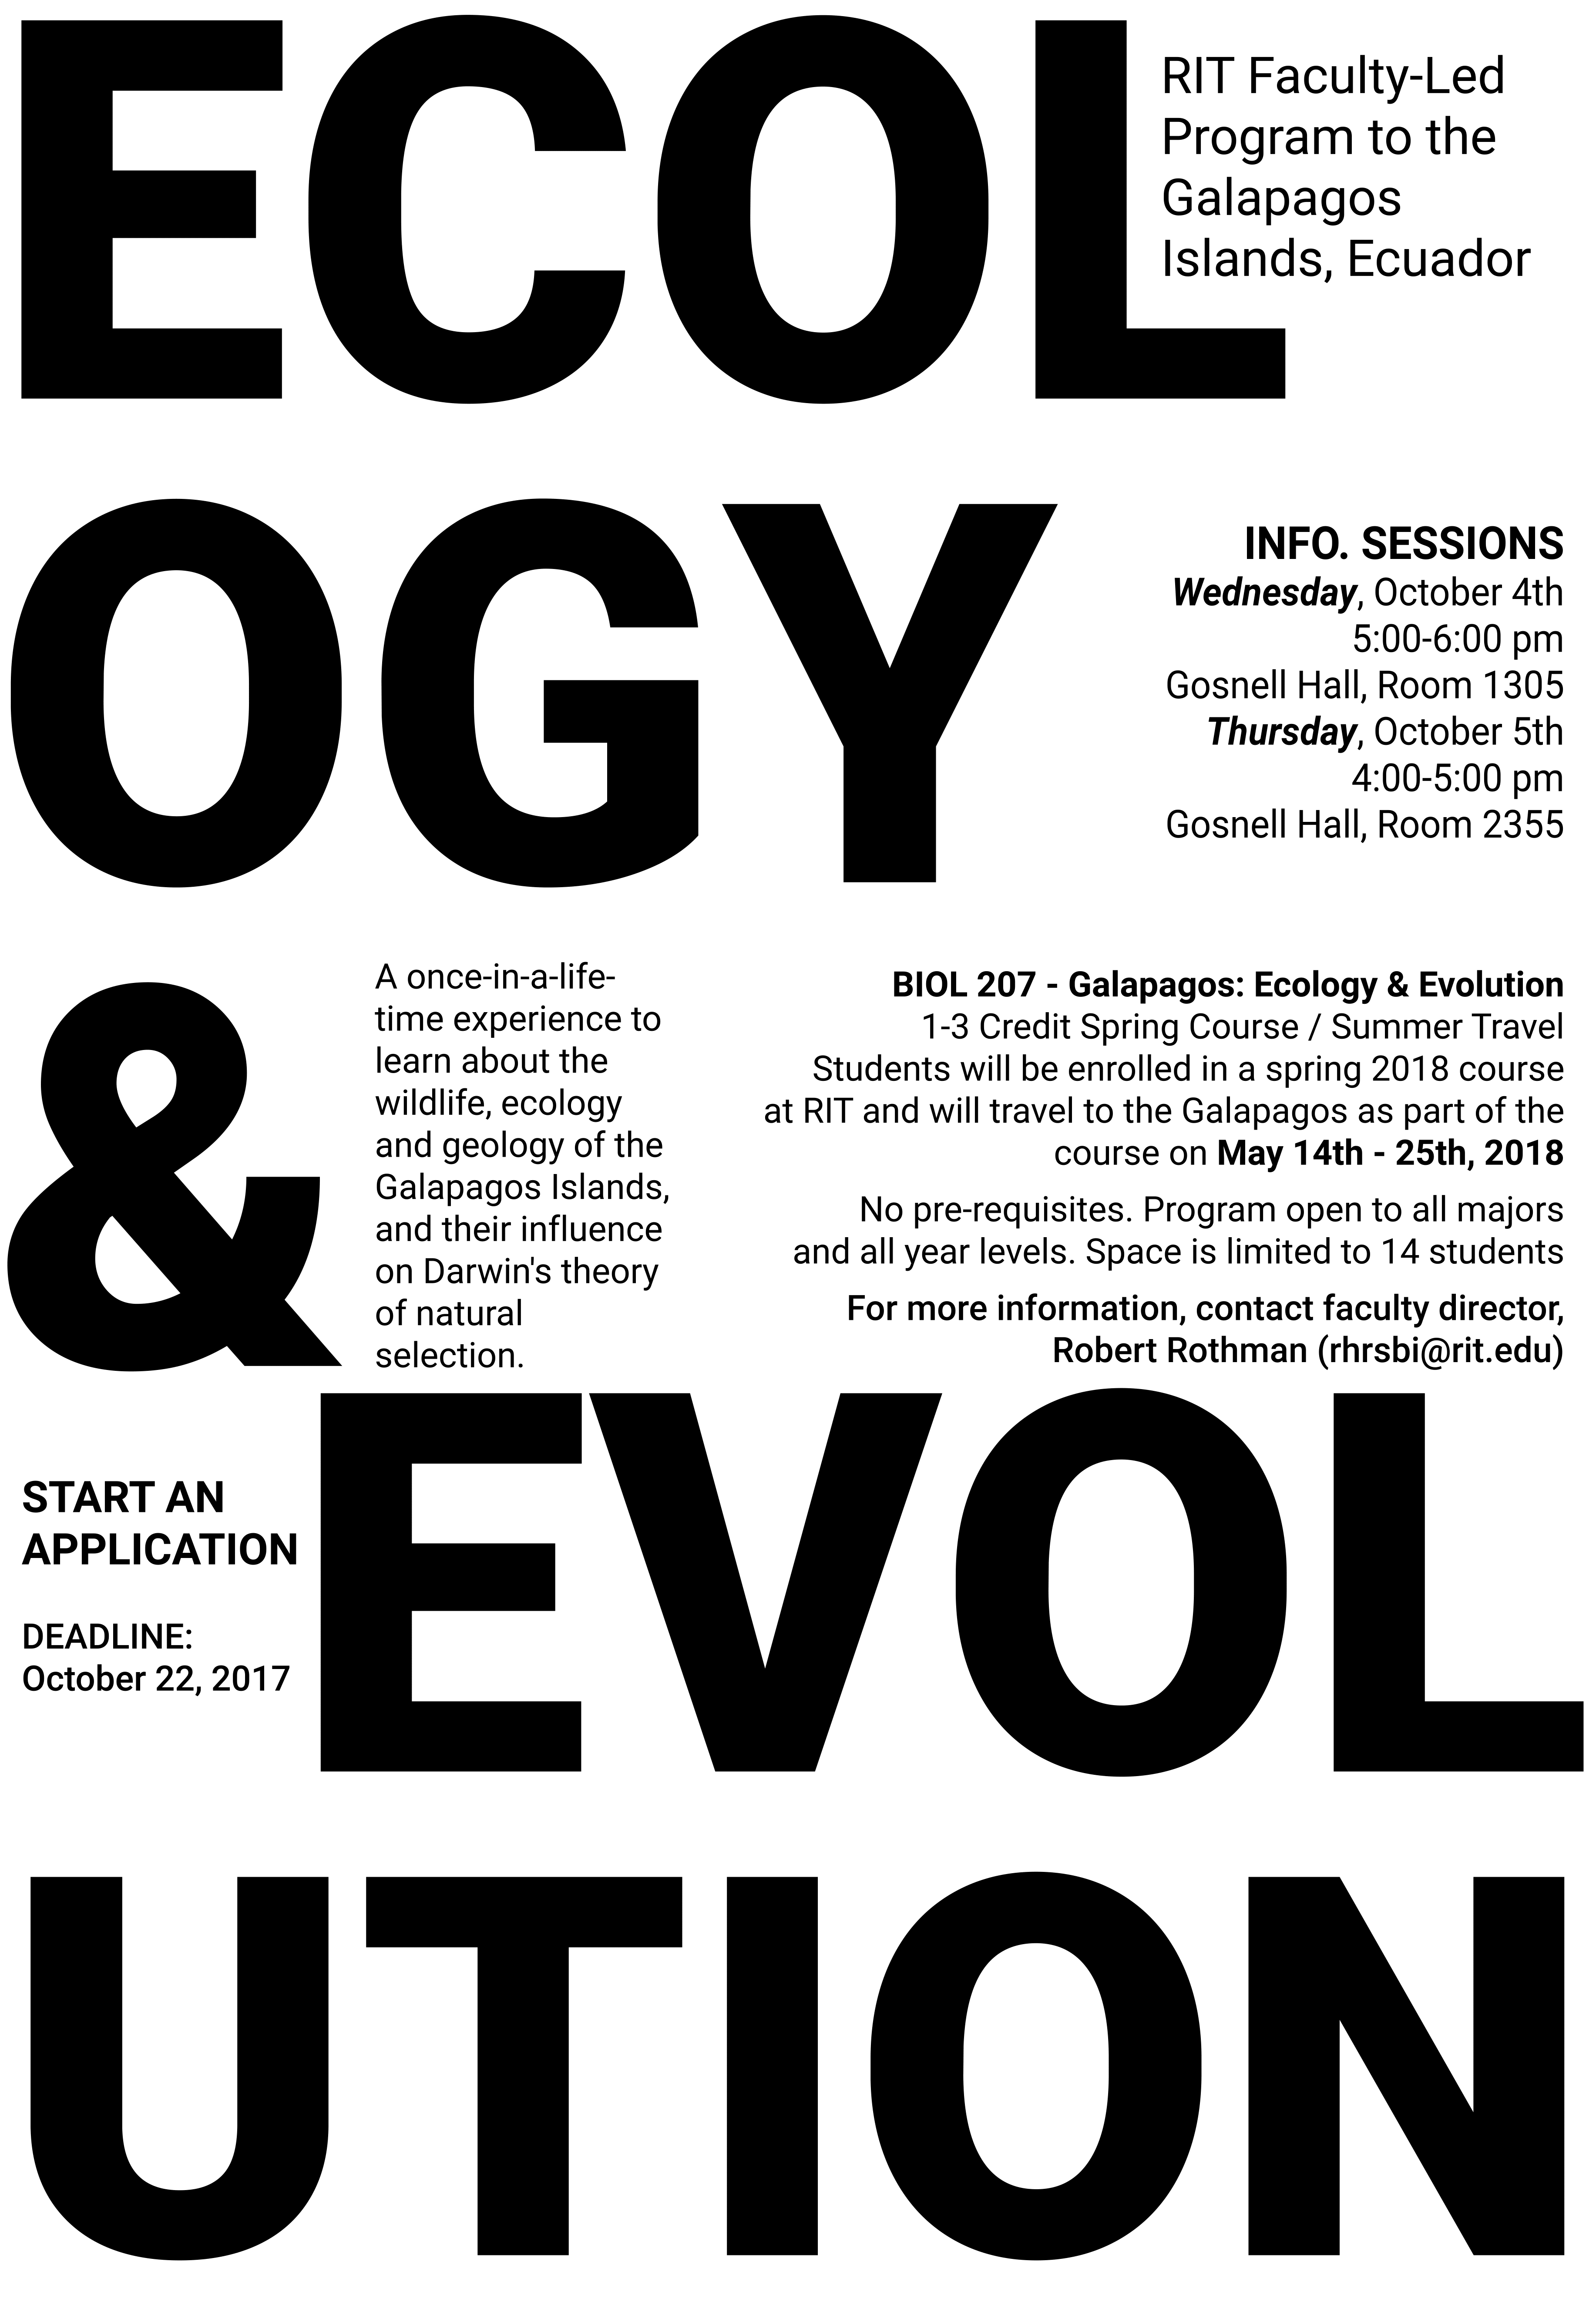 ECOL
RIT Faculty-Led
Program to the
Galapagos
Islands, Ecuador
OGY
INFO. SESSIONS
Wednesday, October 4th
5:00-6:00 pm
Gosnell Hall, Room 1305
Thursday, October 5th
4:00-5:00 pm
Gosnell Hall, Room 2355
&
A once-in-a-life-
time experience to
learn about the
wildlife, ecology
and geology of the
Galapagos Islands,
and their influence
on Darwin's theory
of natural
selection.
BIOL 207 - Galapagos: Ecology & Evolution
1-3 Credit Spring Course / Summer Travel
Students will be enrolled in a spring 2018 course
at RIT and will travel to the Galapagos as part of the
course on May 14th - 25th, 2018
No pre-requisites. Program open to all majors
and all year levels. Space is limited to 14 students
For more information, contact faculty director,
Robert Rothman (rhrsbi@rit.edu)
START AN
APPLICATION
DEADLINE:
October 22, 2017
EVOL
UTION